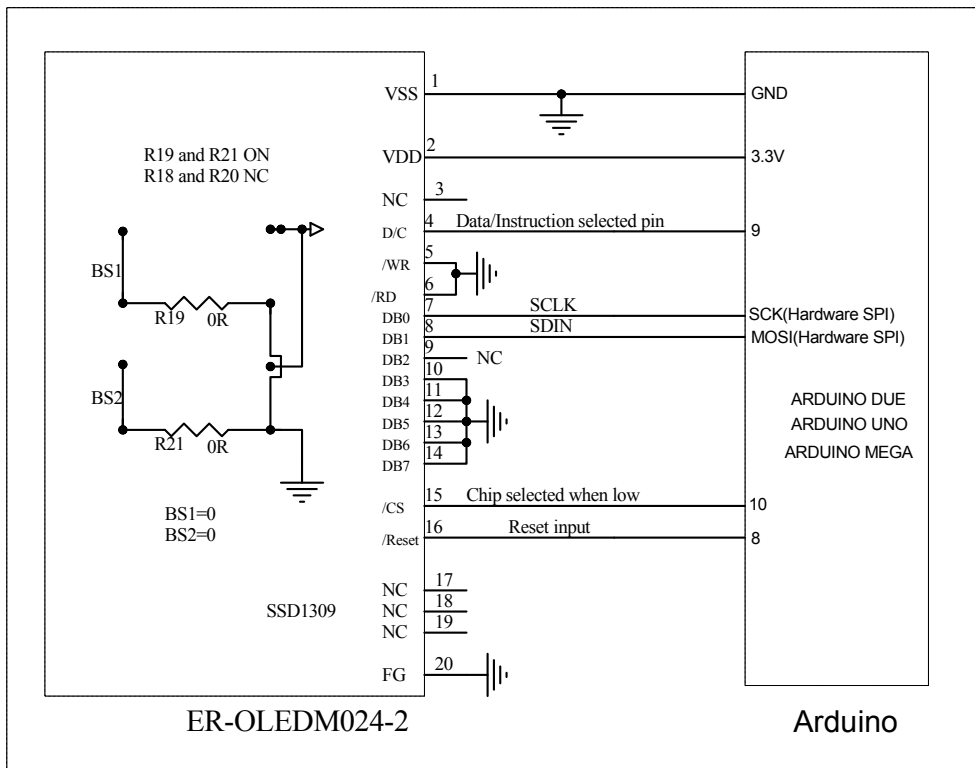 R19 and R21 ON
R18 and R20 NC
BS1
R19
0R
BS2
R21
0R
BS1=0
BS2=0
SSD1309
VSS 1 GND
VDD 2 3.3V
NC 3
D/C 4 Data/Instruction selected pin 9
/WR 5
/RD 6
DB0 7 SCLK SCK(Hardware SPI)
DB1 8 SDIN MOSI(Hardware SPI)
DB2 9 NC
DB3 10
DB4 11
DB5 12
DB6 13
DB7 14
/CS 15 Chip selected when low 10
/Reset 16 Reset input 8
NC 17
NC 18
NC 19
FG 20
ARDUINO DUE
ARDUINO UNO
ARDUINO MEGA
ER-OLEDM024-2
Arduino